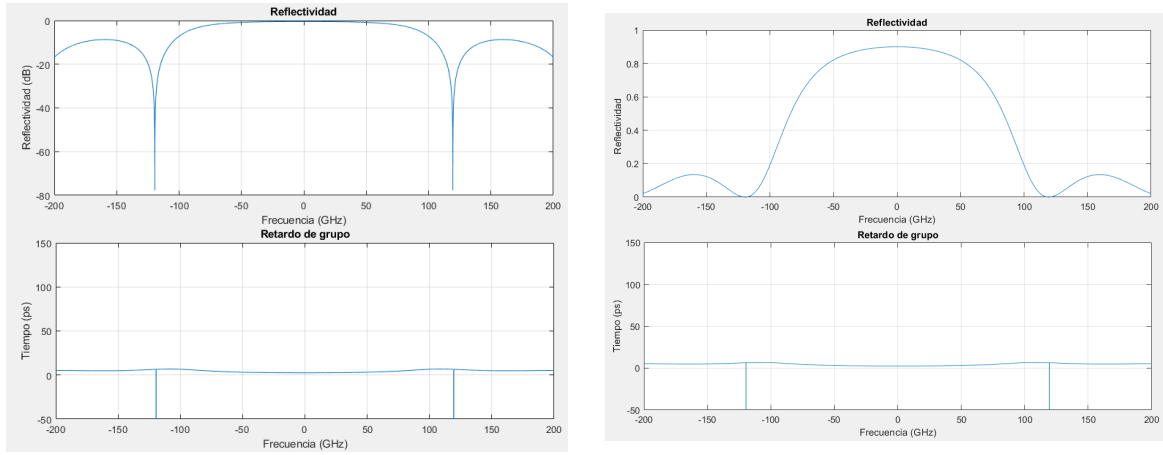 Reflectividad
0
-20
-40
-60
-80
Reflectividad (dB)
-200 -150 -100 -50 0 50 100 150 200
Frecuencia (GHz)
Retardo de grupo
150
100
50
0
-50
Tiempo (ps)
-200 -150 -100 -50 0 50 100 150 200
Frecuencia (GHz)
Reflectividad
1
0.8
0.6
0.4
0.2
0
Reflectividad
-200 -150 -100 -50 0 50 100 150 200
Frecuencia (GHz)
Retardo de grupo
150
100
50
0
-50
Tiempo (ps)
-200 -150 -100 -50 0 50 100 150 200
Frecuencia (GHz)